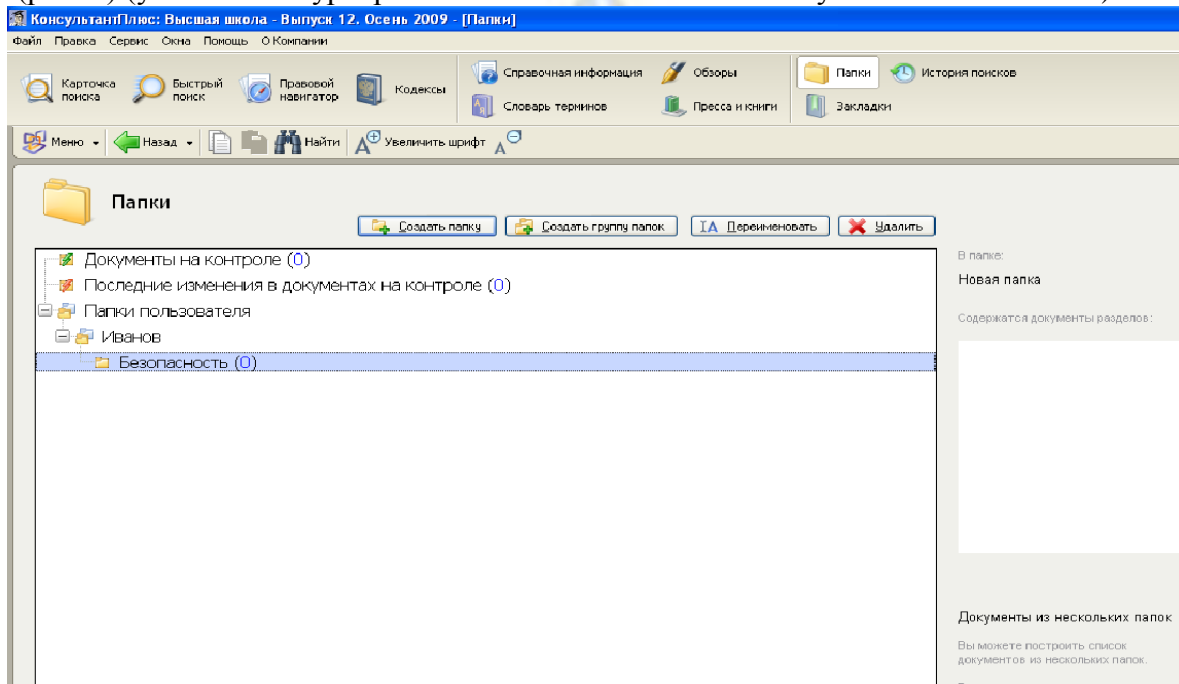 КонсультантПлюс: Высшая школа - Выпуск 12. Осень 2009 - [Папки]
Файл Правка Сервис Окна Помощь О Компании
Карточка поиска Быстрый поиск Правовой навигатор Кодексы Справочная информация Обзоры Папки История поисков
Словарь терминов Пресса и книги Закладки
Меню Назад Найти Увеличить шрифт
Папки
Создать папку Создать группу папок Переименовать Удалить
Документы на контроле (0)
Последние изменения в документах на контроле (0)
Папки пользователя
Иванов
Безопасность (0)
В папке:
Новая папка
Содержатся документы разделов:
Документы из нескольких папок
Вы можете построить список
документов из нескольких папок.